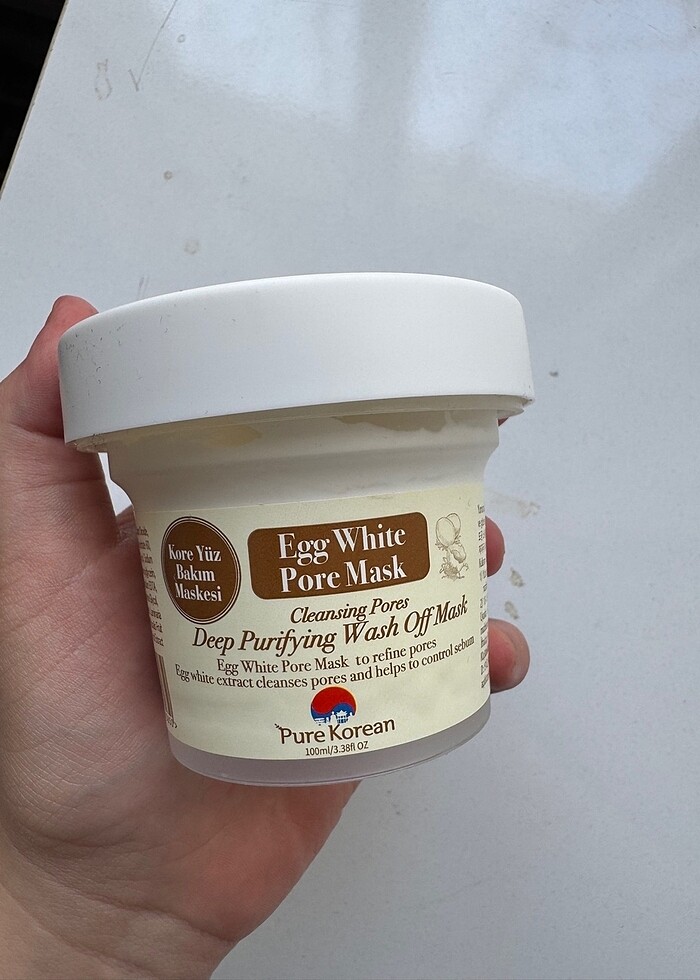 Kore Yüz
Bakım
Maskesi
Egg White
Pore Mask
Cleansing Pores
Deep Purifying Wash Off Mask
Egg White Pore Mask to refine pores
Egg white extract cleanses pores and helps to control sebum
Pure Korean
100ml/3.38fl OZ